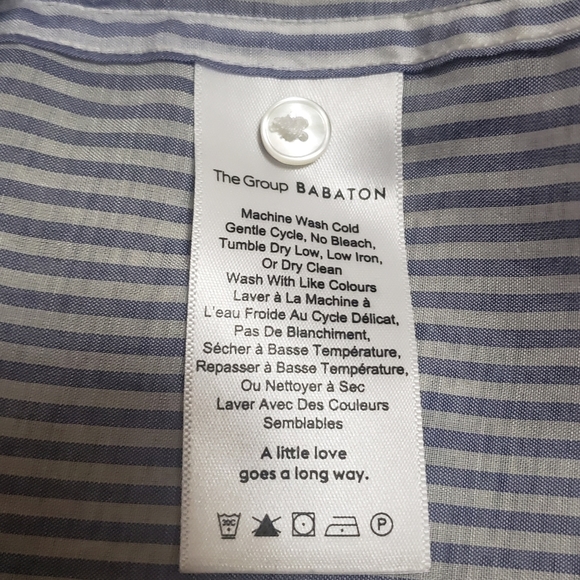 The Group BABATON
Machine Wash Cold
Gentle Cycle, No Bleach,
Tumble Dry Low, Low Iron,
Or Dry Clean
Wash With Like Colours
Laver à La Machine à
L'eau Froide Au Cycle Délicat,
Pas De Blanchiment,
Sécher à Basse Température,
Repasser à Basse Température,
Ou Nettoyer à Sec
Laver Avec Des Couleurs
Semblables
A little love
goes a long way.
30C P